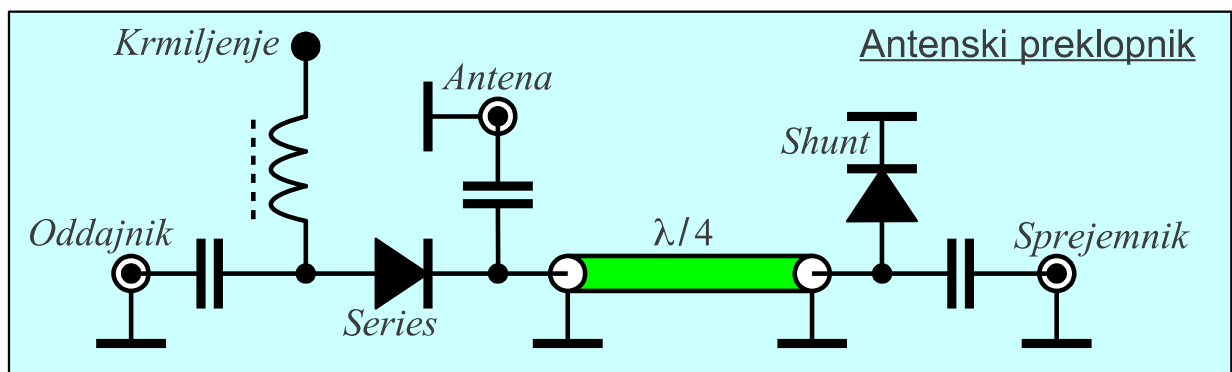 Antenski preklopnik
Krmiljenje
Antena
Shunt
Oddajnik
λ/4
Sprejemnik
Series